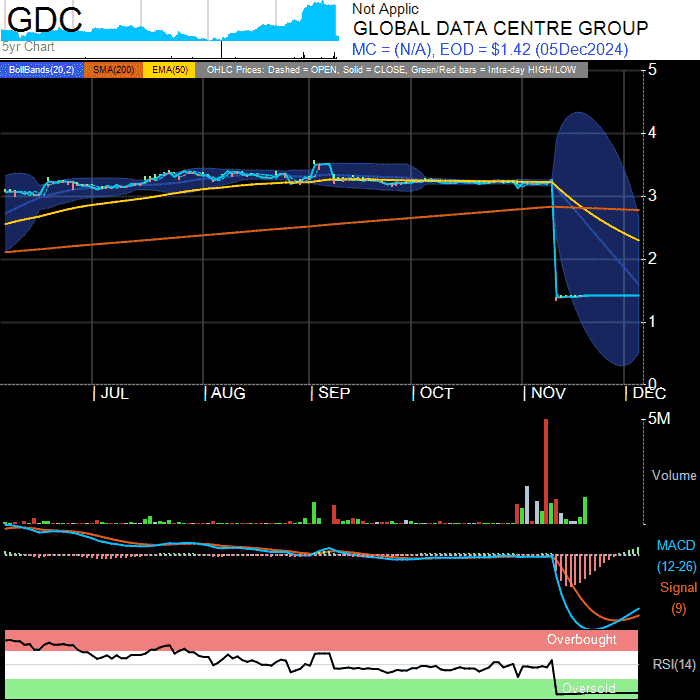 GDC
5yr Chart
Not Applic
GLOBAL DATA CENTRE GROUP
MC = (N/A), EOD = $1.42 (05Dec2024)
BollBands(20,2) SMA(200) EMA(50) OHLC Prices: Dashed = OPEN, Solid = CLOSE, Green/Red bars = Intra-day HIGH/LOW
5
4
3
2
1
0
JUL AUG SEP OCT NOV DEC
5M
Volume
MACD
(12-26)
Signal
(9)
Overbought
RSI(14)
Oversold